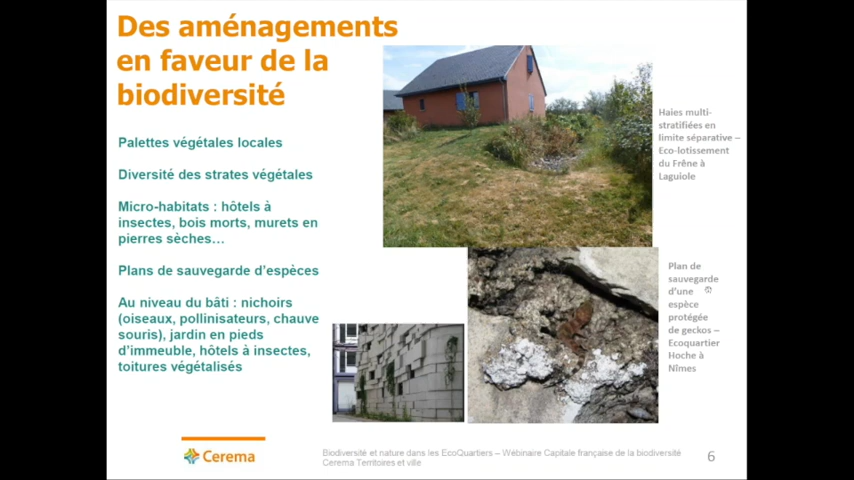 Des aménagements
en faveur de la
biodiversité
Palettes végétales locales
Diversité des strates végétales
Micro-habitats : hôtels à
insectes, bois morts, murets en
pierres sèches…
Plans de sauvegarde d’espèces
Au niveau du bâti : nichoirs
(oiseaux, pollinisateurs, chauve
souris), jardin en pieds
d’immeuble, hôtels à insectes,
toitures végétalisés
Haies multi-
stratifiées en
limite séparative –
Eco-lotissement
du Frêne à
Laguiole
Plan de
sauvegarde
d’une
espèce
protégée
de geckos –
Ecoquartier
Hoche à
Nîmes
Cerema
Biodiversité et nature dans les EcoQuartiers – Wébinaire Capitale française de la biodiversité
Cerema Territoires et ville
6